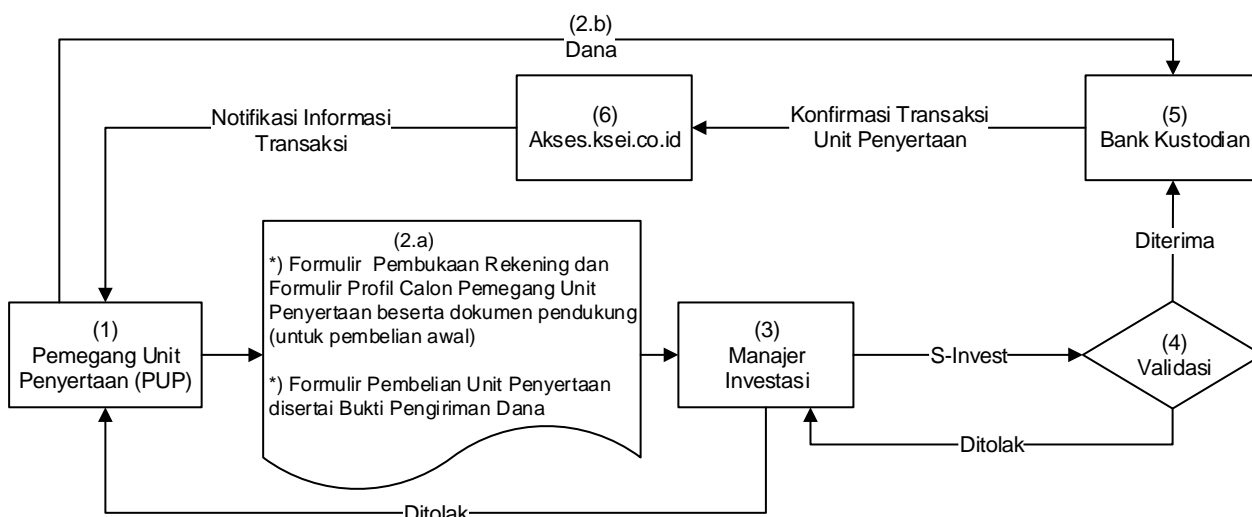 (2.b)
Dana
Notifikasi Informasi
Transaksi
(6)
Akses.ksei.co.id
Konfirmasi Transaksi
Unit Penyertaan
(5)
Bank Kustodian
Diterima
(1)
Pemegang Unit
Penyertaan (PUP)
(2.a)
*) Formulir Pembukaan Rekening dan
Formulir Profil Calon Pemegang Unit
Penyertaan beserta dokumen pendukung
(untuk pembelian awal)
*) Formulir Pembelian Unit Penyertaan
disertai Bukti Pengiriman Dana
(3)
Manajer
Investasi
S-Invest
(4)
Validasi
Ditolak
Ditolak